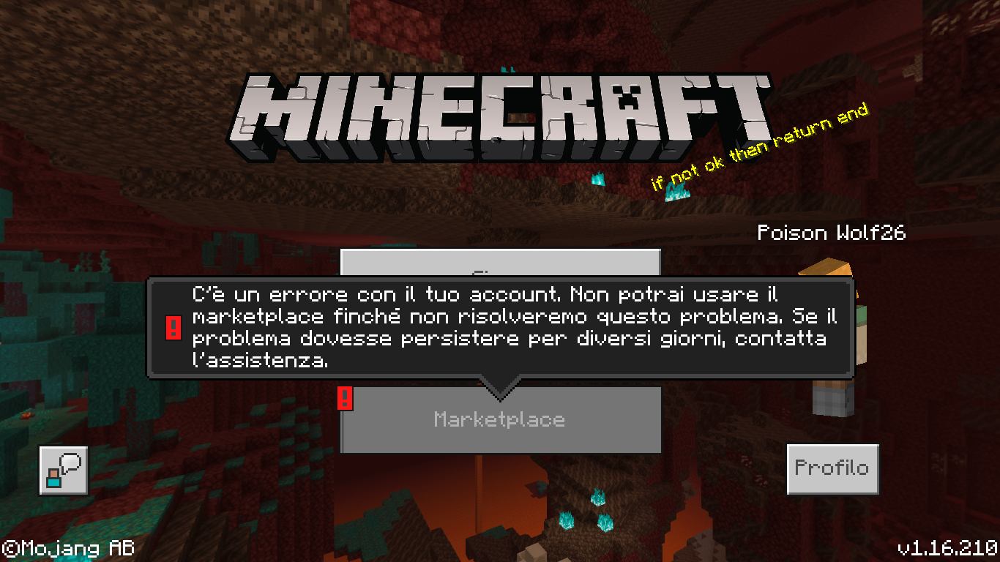 MINECRAFT
if not ok then return end
Poison Wolf26
C'è un errore con il tuo account. Non potrai usare il
marketplace finché non risolveremo questo problema. Se il
problema dovesse persistere per diversi giorni, contatta
l'assistenza.
Marketplace
Profilo
©Mojang AB
v1.16.210